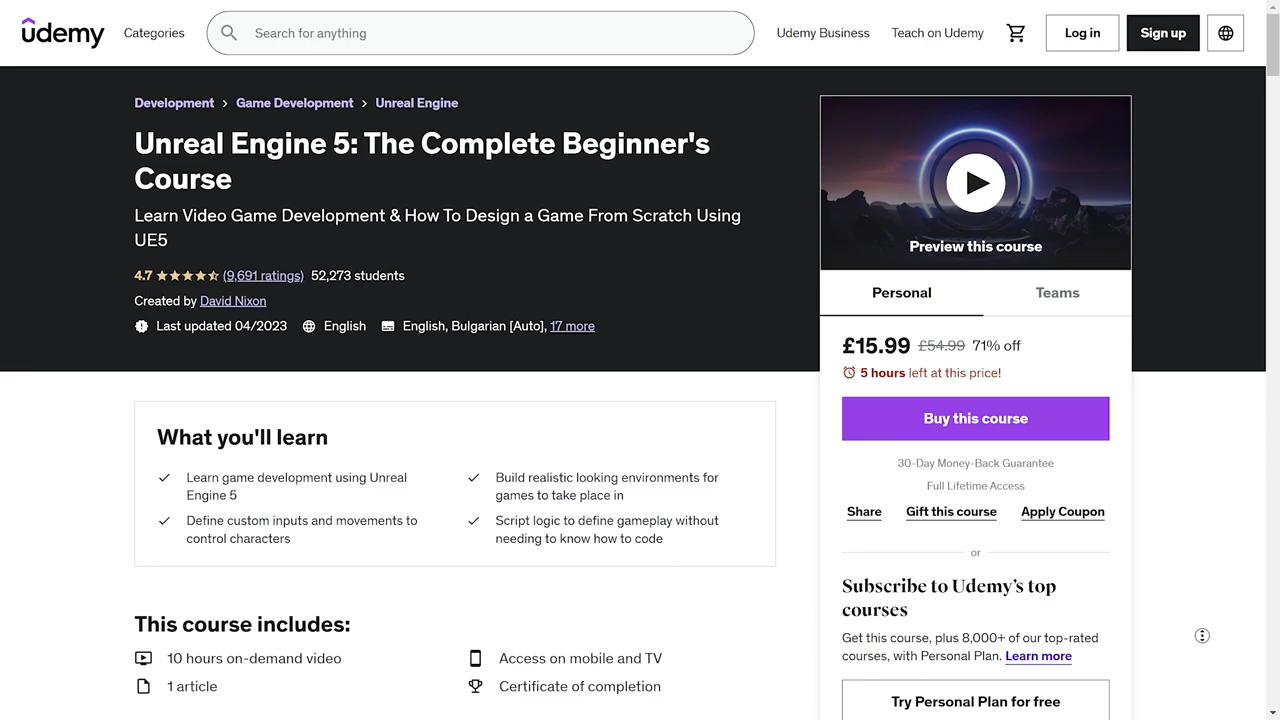 ûdemy
Categories
Search for anything
Udemy Business
Teach on Udemy
Log in
Sign up
Development > Game Development > Unreal Engine
Unreal Engine 5: The Complete Beginner's
Course
Learn Video Game Development & How To Design a Game From Scratch Using
UE5
4.7 (9,691 ratings) 52,273 students
Created by David Nixon
Last updated 04/2023 English English, Bulgarian [Auto], 17 more
Preview this course
Personal
Teams
£15.99 £54.99 71% off
5 hours left at this price!
Buy this course
30-Day Money-Back Guarantee
Full Lifetime Access
Share
Gift this course
Apply Coupon
or
Subscribe to Udemy's top
courses
Get this course, plus 8,000+ of our top-rated
courses, with Personal Plan. Learn more
Try Personal Plan for free
What you'll learn
Learn game development using Unreal
Engine 5
Build realistic looking environments for
games to take place in
Define custom inputs and movements to
control characters
Script logic to define gameplay without
needing to know how to code
This course includes:
10 hours on-demand video
Access on mobile and TV
1 article
Certificate of completion